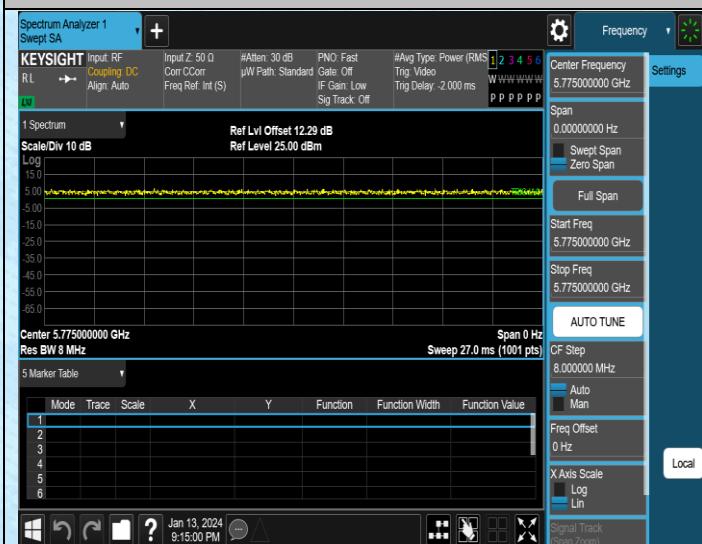 Spectrum Analyzer 1
Swept SA
Frequency
KEYSIGHT
R L
LXI
Input: RF
Coupling: DC
Align: Auto
Input Z: 50 Ω
Corr CCorr
Freq Ref: Int (S)
#Atten: 30 dB
µW Path: Standard
PNO: Fast
Gate: Off
IF Gain: Low
Sig Track: Off
#Avg Type: Power (RMS
Trig: Video
Trig Delay: -2.000 ms
1 2 3 4 5 6
W W W W W W
P P P P P P
1 Spectrum
Scale/Div 10 dB
Ref Lvl Offset 12.29 dB
Ref Level 25.00 dBm
Log
15.0
5.00
-5.00
-15.0
-25.0
-35.0
-45.0
-55.0
-65.0
Center 5.775000000 GHz
Span 0 Hz
Res BW 8 MHz
Sweep 27.0 ms (1001 pts)
5 Marker Table
Mode Trace Scale X Y Function Function Width Function Value
1
2
3
4
5
6
Jan 13, 2024
9:15:00 PM
Center Frequency
5.775000000 GHz
Span
0.00000000 Hz
Swept Span
Zero Span
Full Span
Start Freq
5.775000000 GHz
Stop Freq
5.775000000 GHz
AUTO TUNE
CF Step
8.000000 MHz
Auto
Man
Freq Offset
0 Hz
X Axis Scale
Log
Lin
Signal Track
(Span Zoom)
Settings
Local